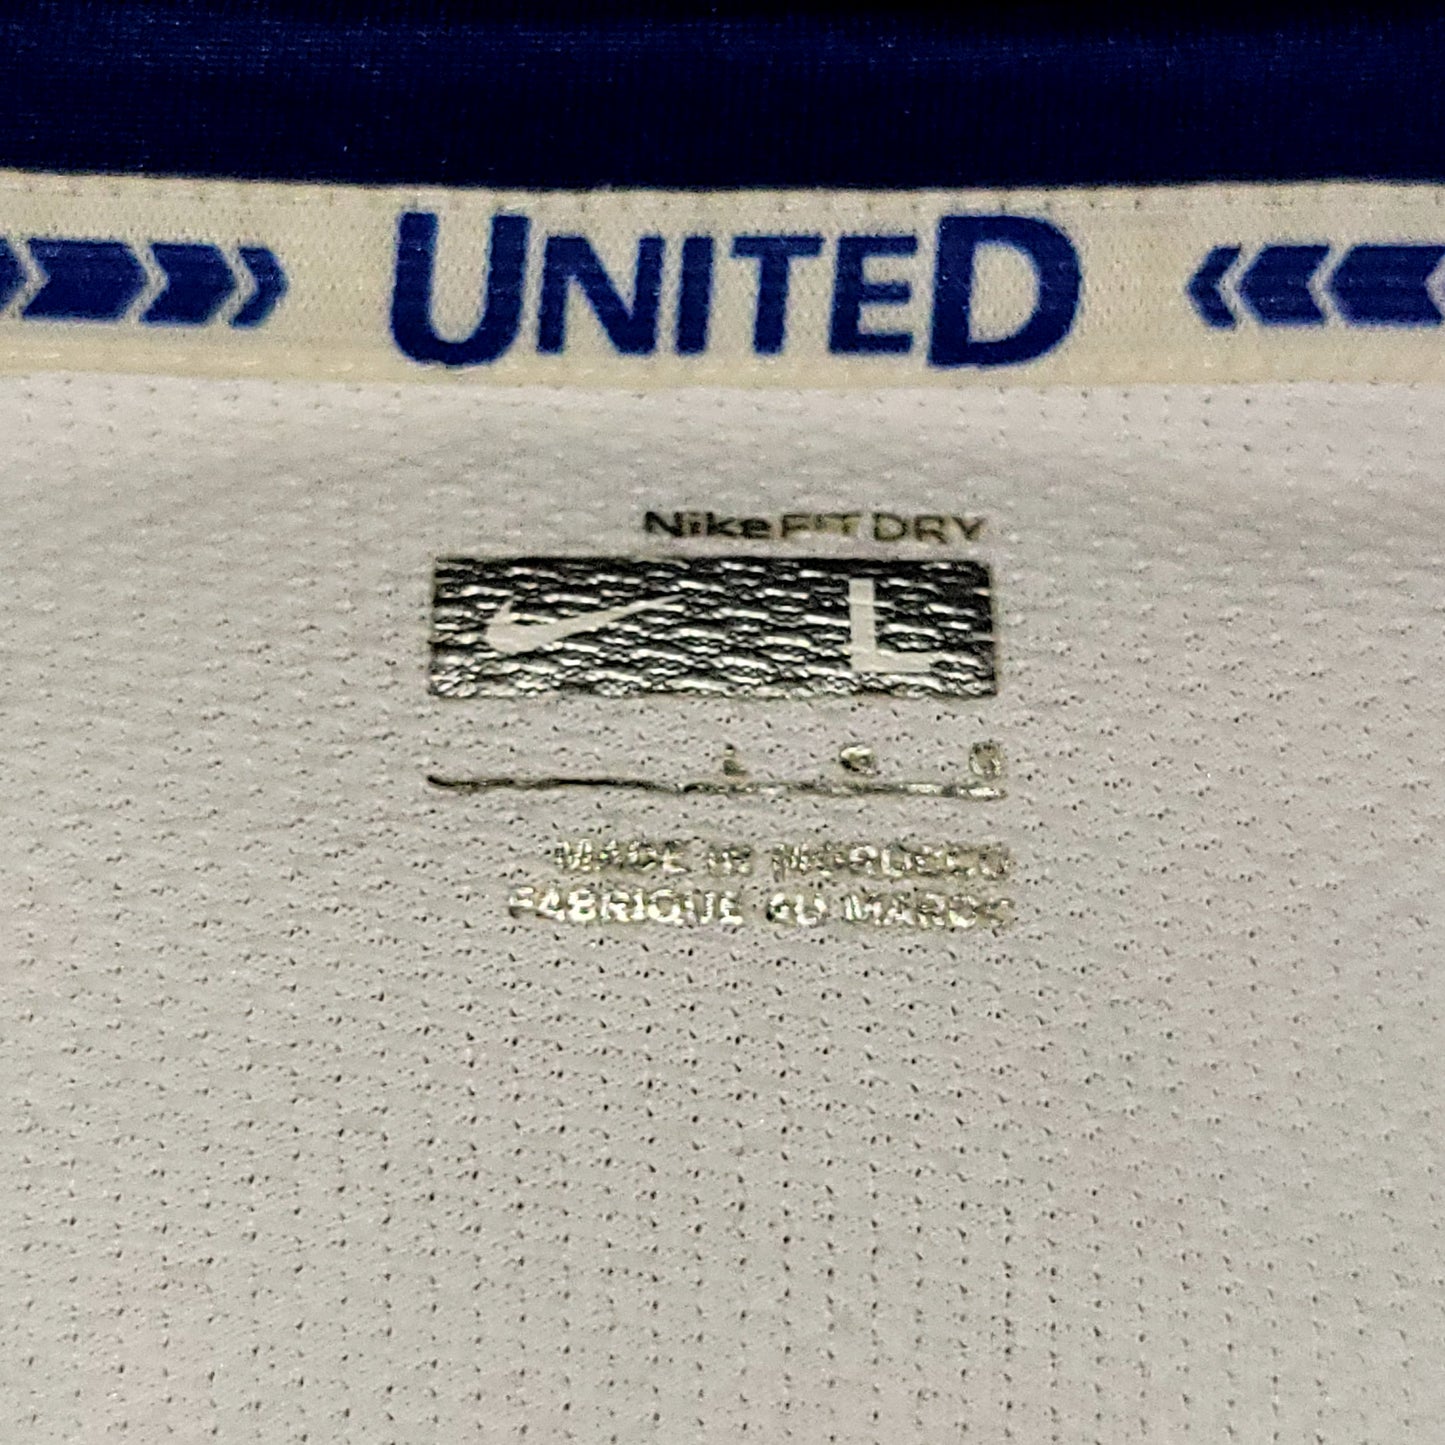 UNITED
NikeFIT DRY
L
L G G
MADE IN MOROCCO
FABRIQUE AU MAROC